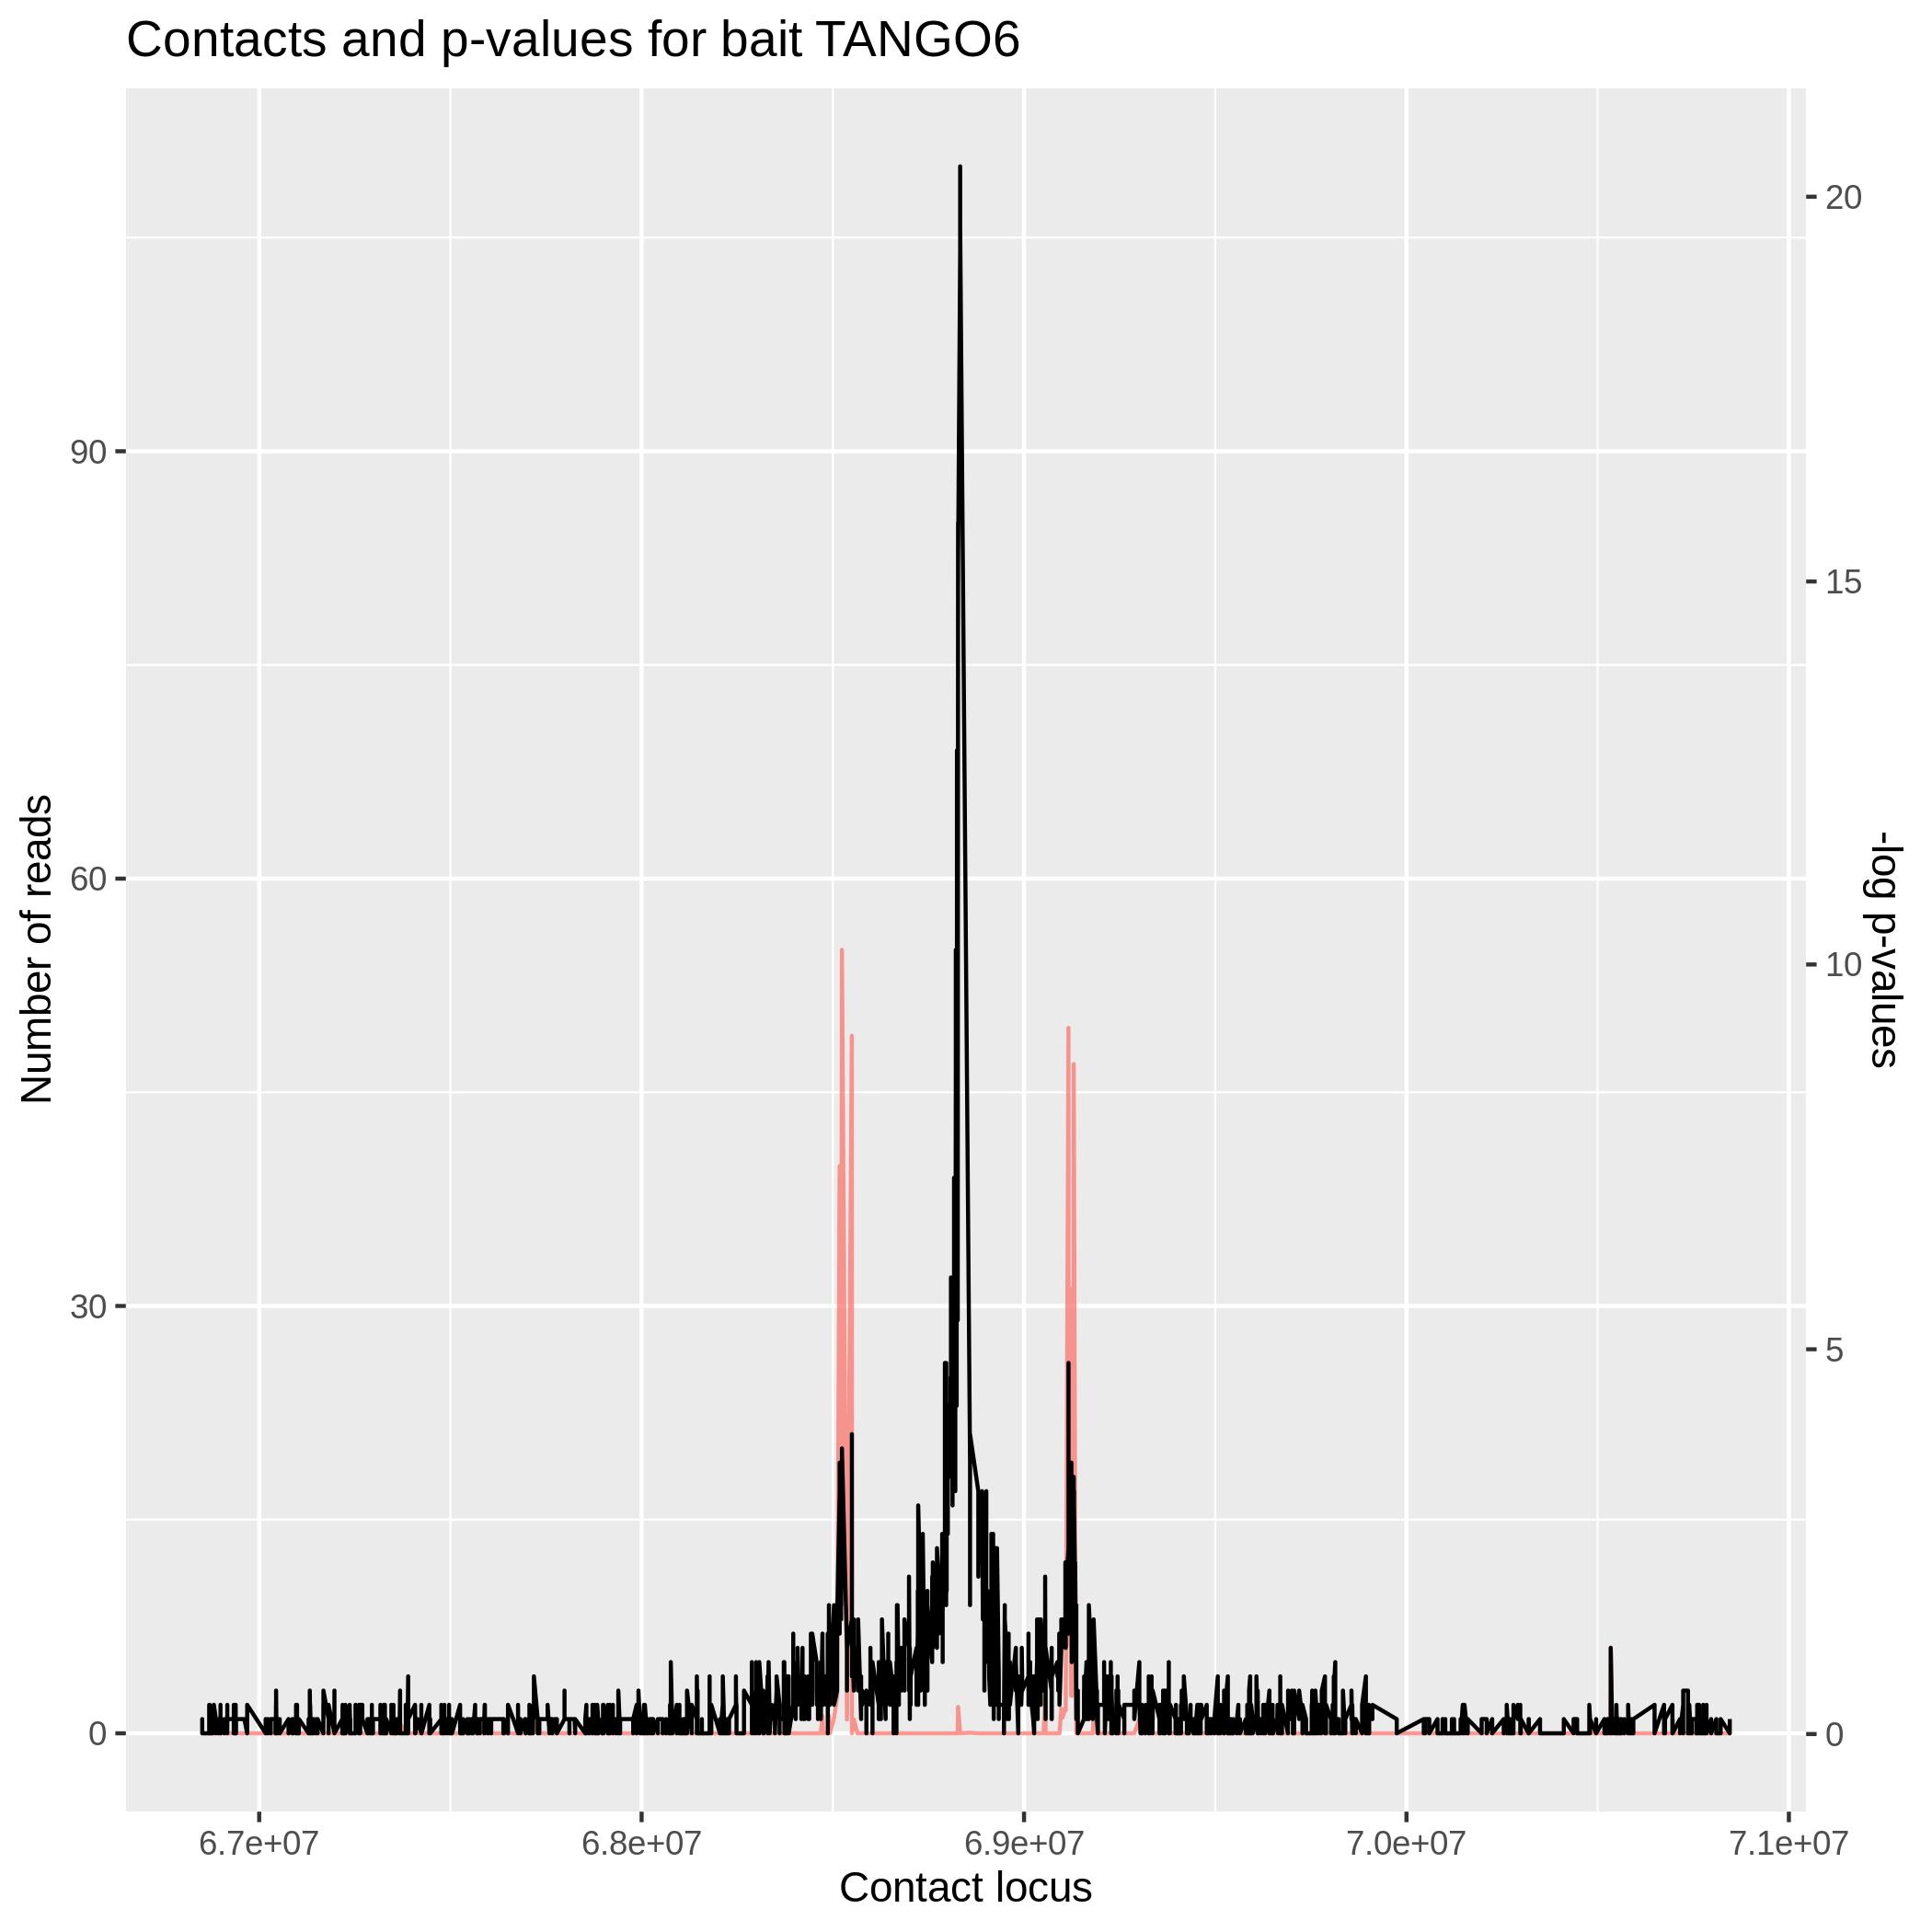 Contacts and p-values for bait TANGO6
Number of reads
90
60
30
0
20
15
10
5
0
-log p-values
6.7e+07 6.8e+07 6.9e+07 7.0e+07 7.1e+07
Contact locus